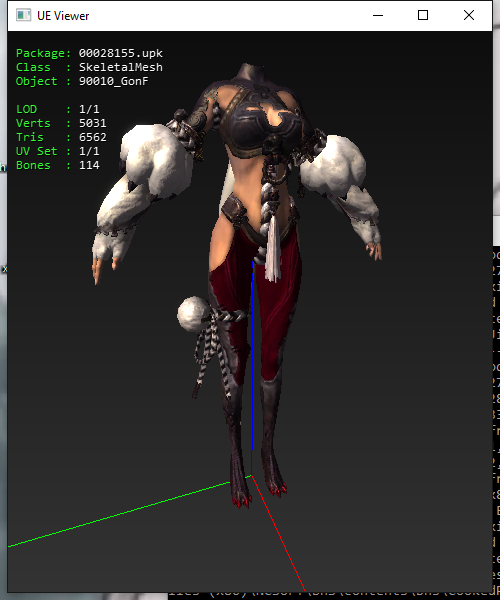 UE Viewer
Package: 00028155.upk
Class : SkeletalMesh
Object : 90010_GonF
LOD : 1/1
Verts : 5031
Tris : 6562
UV Set : 1/1
Bones : 114